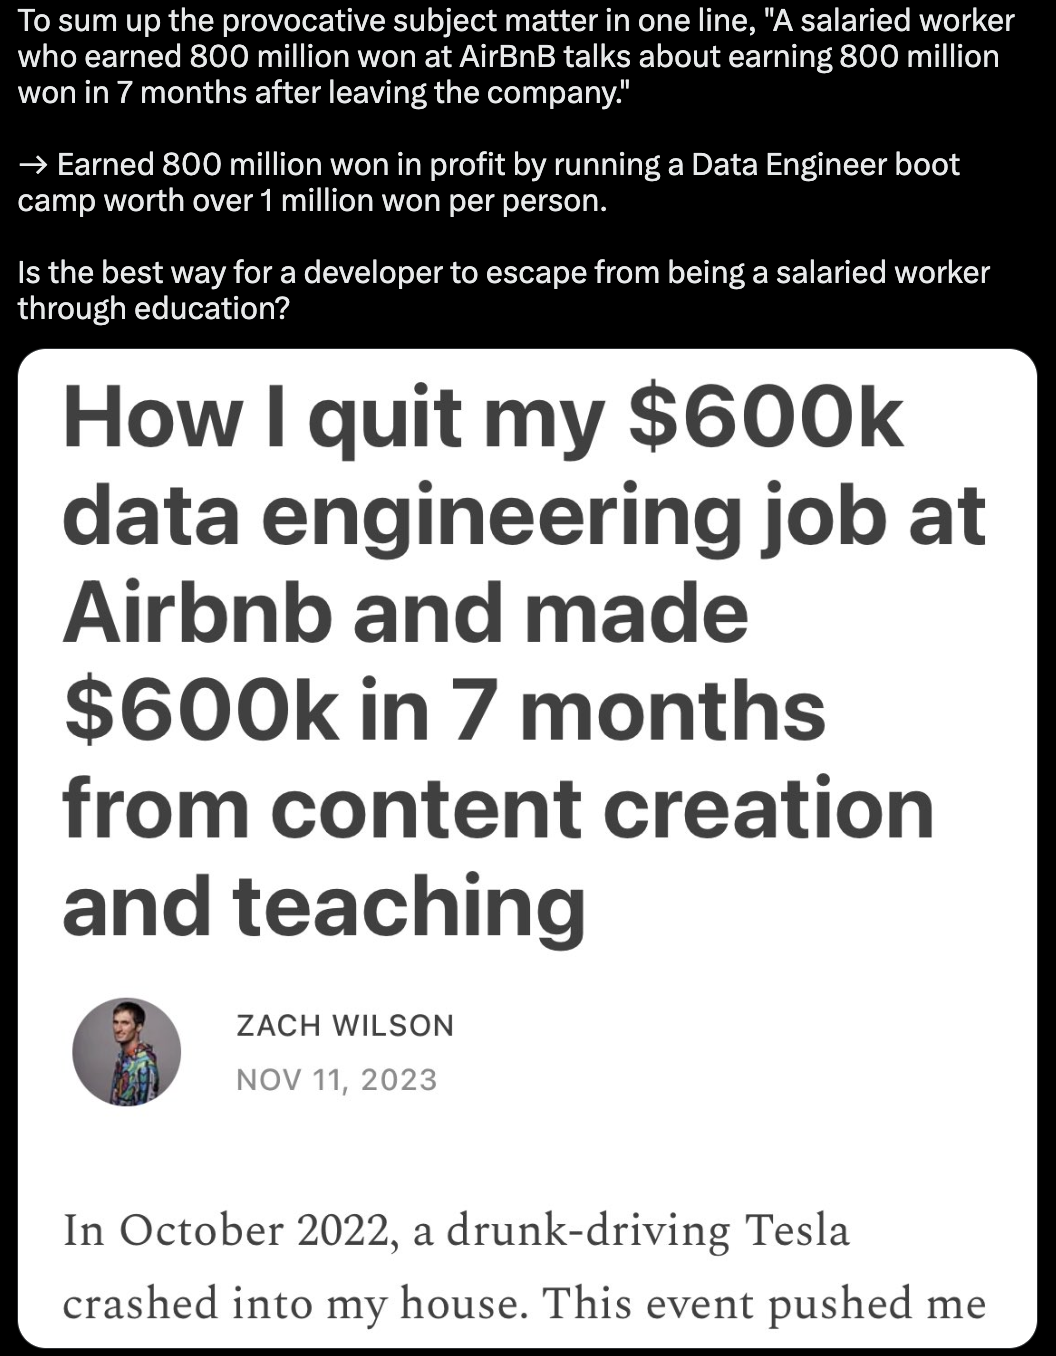 To sum up the provocative subject matter in one line, "A salaried worker
who earned 800 million won at AirBnB talks about earning 800 million
won in 7 months after leaving the company."
→ Earned 800 million won in profit by running a Data Engineer boot
camp worth over 1 million won per person.
Is the best way for a developer to escape from being a salaried worker
through education?
How I quit my $600k
data engineering job at
Airbnb and made
$600k in 7 months
from content creation
and teaching
ZACH WILSON
NOV 11, 2023
In October 2022, a drunk-driving Tesla
crashed into my house. This event pushed me